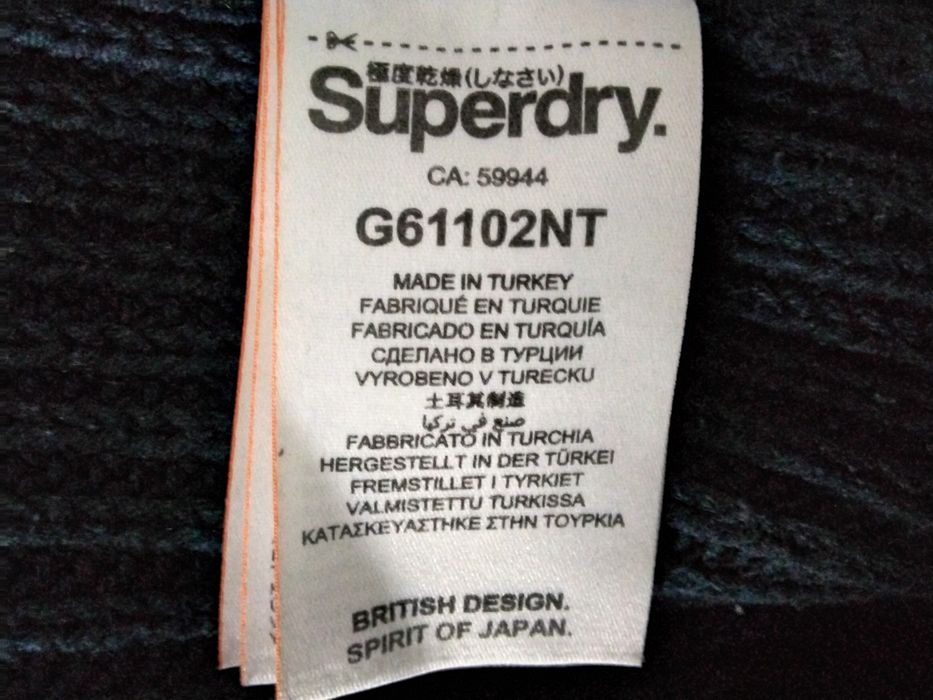 極度乾燥(しなさい)
Superdry.
CA: 59944
G61102NT
MADE IN TURKEY
FABRIQUÉ EN TURQUIE
FABRICADO EN TURQUÍA
СДЕЛАНО В ТУРЦИИ
VYROBENO V TURECKU
土耳其制造
صنع في تركيا
FABBRICATO IN TURCHIA
HERGESTELLT IN DER TÜRKEI
FREMSTILLET I TYRKIET
VALMISTETTU TURKISSA
ΚΑΤΑΣΚΕΥΑΣΤΗΚΕ ΣΤΗΝ ΤΟΥΡΚΙΑ
BRITISH DESIGN.
SPIRIT OF JAPAN.